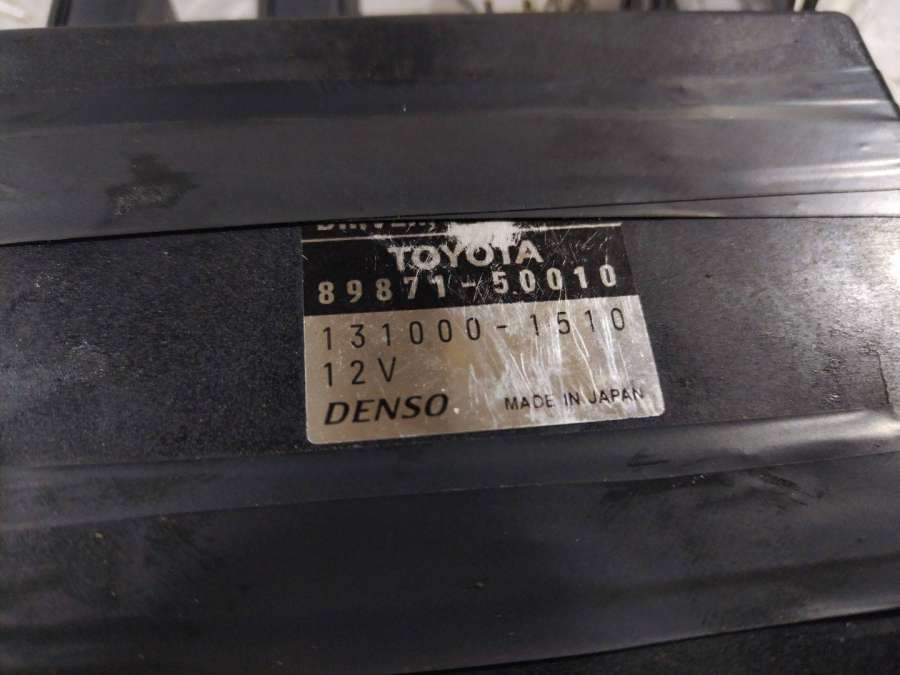 TOYOTA
89871-50010
131000-1510
12V
DENSO MADE IN JAPAN